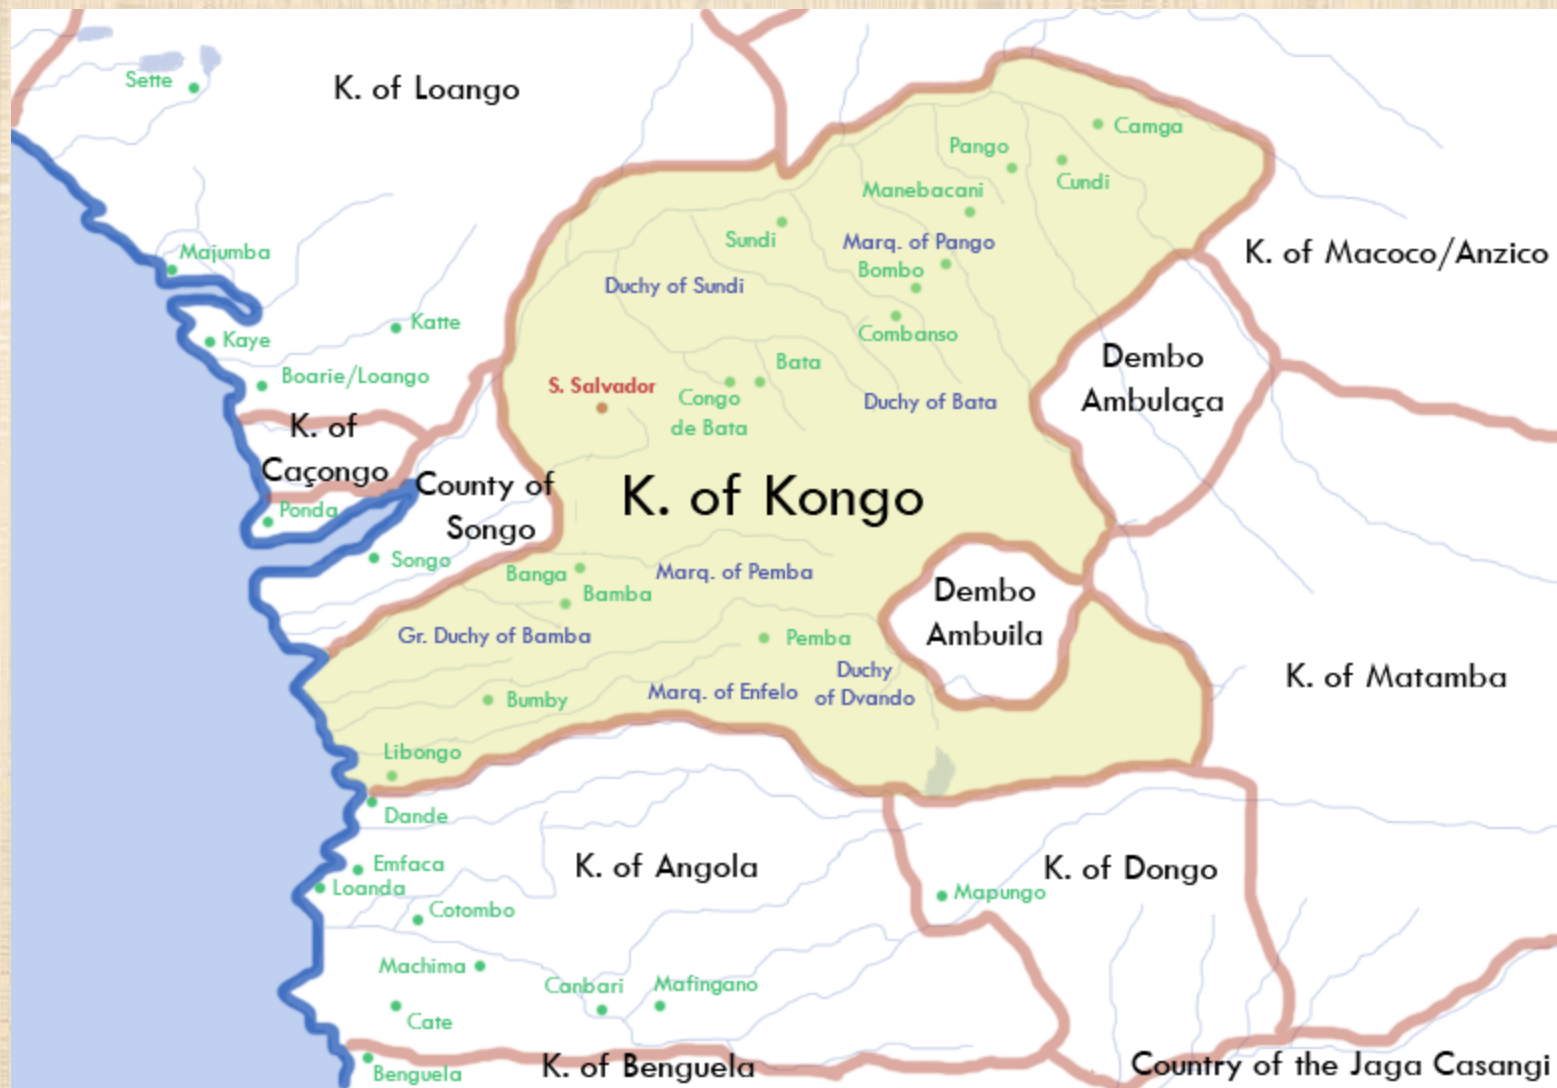 Sette
K. of Loango
Camga
Pango
Cundi
Manebacani
Sundi
Marq. of Pango
Majumba
K. of Macoco/Anzico
Bombo
Duchy of Sundi
Katte
Kaye
Combanso
Dembo
Ambulaça
Bata
Boarie/Loango
S. Salvador
Congo
de Bata
Duchy of Bata
K. of
Caçongo
County of
Songo
K. of Kongo
Ponda
Songo
Banga
Marq. of Pemba
Bamba
Dembo
Ambuila
Gr. Duchy of Bamba
Pemba
Duchy
of Dvando
K. of Matamba
Marq. of Enfelo
Bumby
Libongo
Dande
Emfaca
K. of Angola
K. of Dongo
Loanda
Mapungo
Cotombo
Machima
Canbari
Mafingano
Cate
K. of Benguela
Country of the Jaga Casangi
Benguela